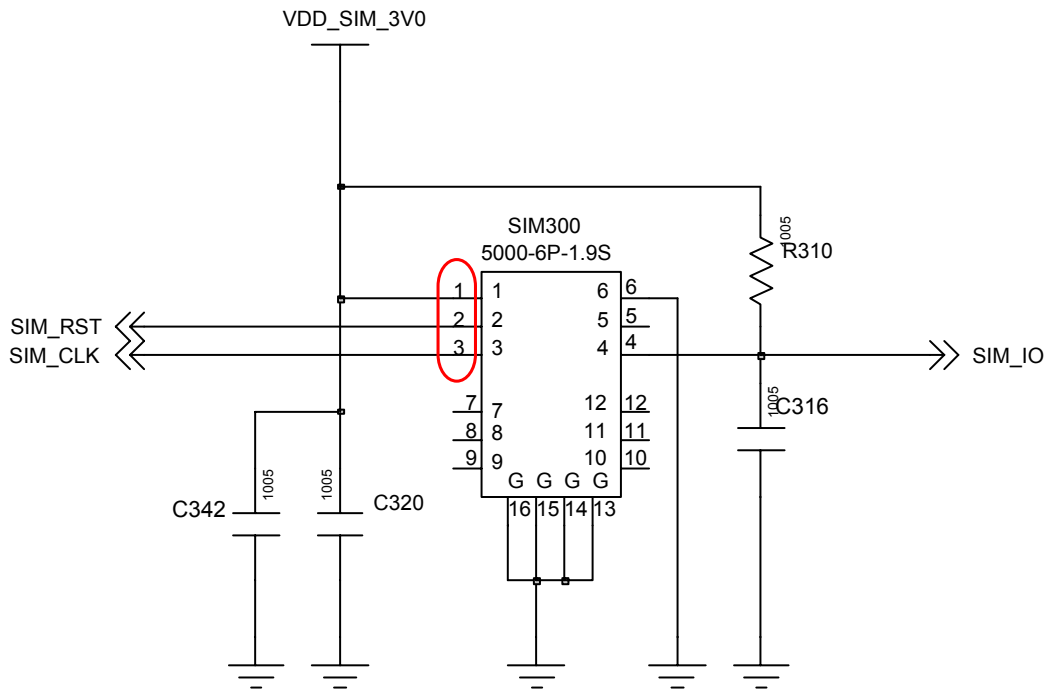 VDD_SIM_3V0
SIM300
5000-6P-1.9S
1005
R310
1 1 6 6
SIM_RST 2 2 5 5
SIM_CLK 3 3 4 4 SIM_IO
7 7 12 12
1005
C316
8 8 11 11
9 9 10 10
G G G G
16 15 14 13
1005
C342
1005
C320